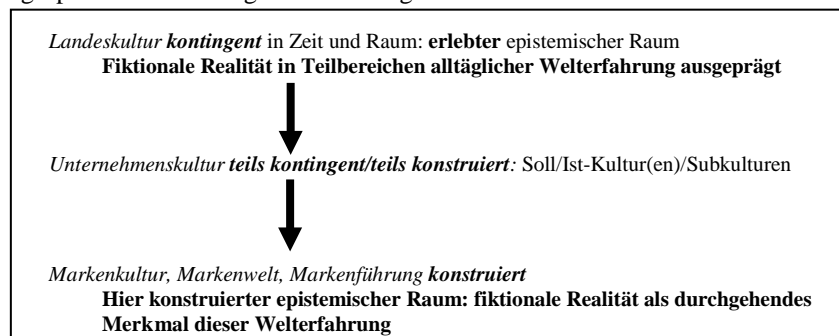 Landeskultur kontingent in Zeit und Raum: erlebter epistemischer Raum
Fiktionale Realität in Teilbereichen alltäglicher Welterfahrung ausgeprägt
Unternehmenskultur teils kontingent/teils konstruiert: Soll/Ist-Kultur(en)/Subkulturen
Markenkultur, Markenwelt, Markenführung konstruiert
Hier konstruierter epistemischer Raum: fiktionale Realität als durchgehendes
Merkmal dieser Welterfahrung